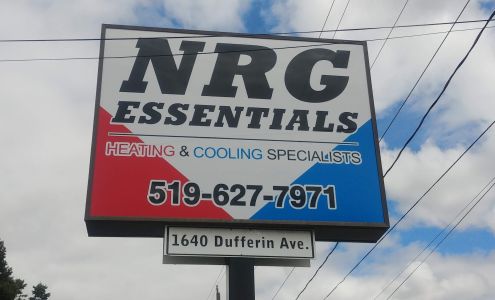 NRG
ESSENTIALS
HEATING & COOLING SPECIALISTS
519-627-7971
1640 Dufferin Ave.